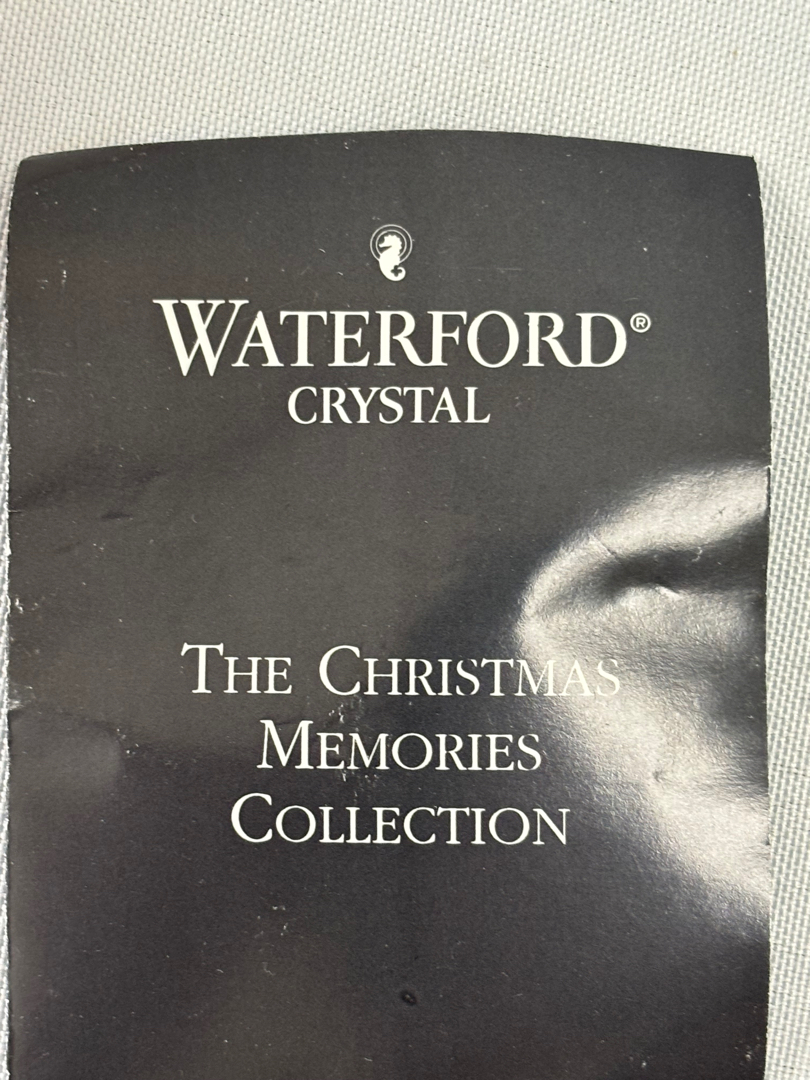 WATERFORD®
CRYSTAL
THE CHRISTMAS
MEMORIES
COLLECTION